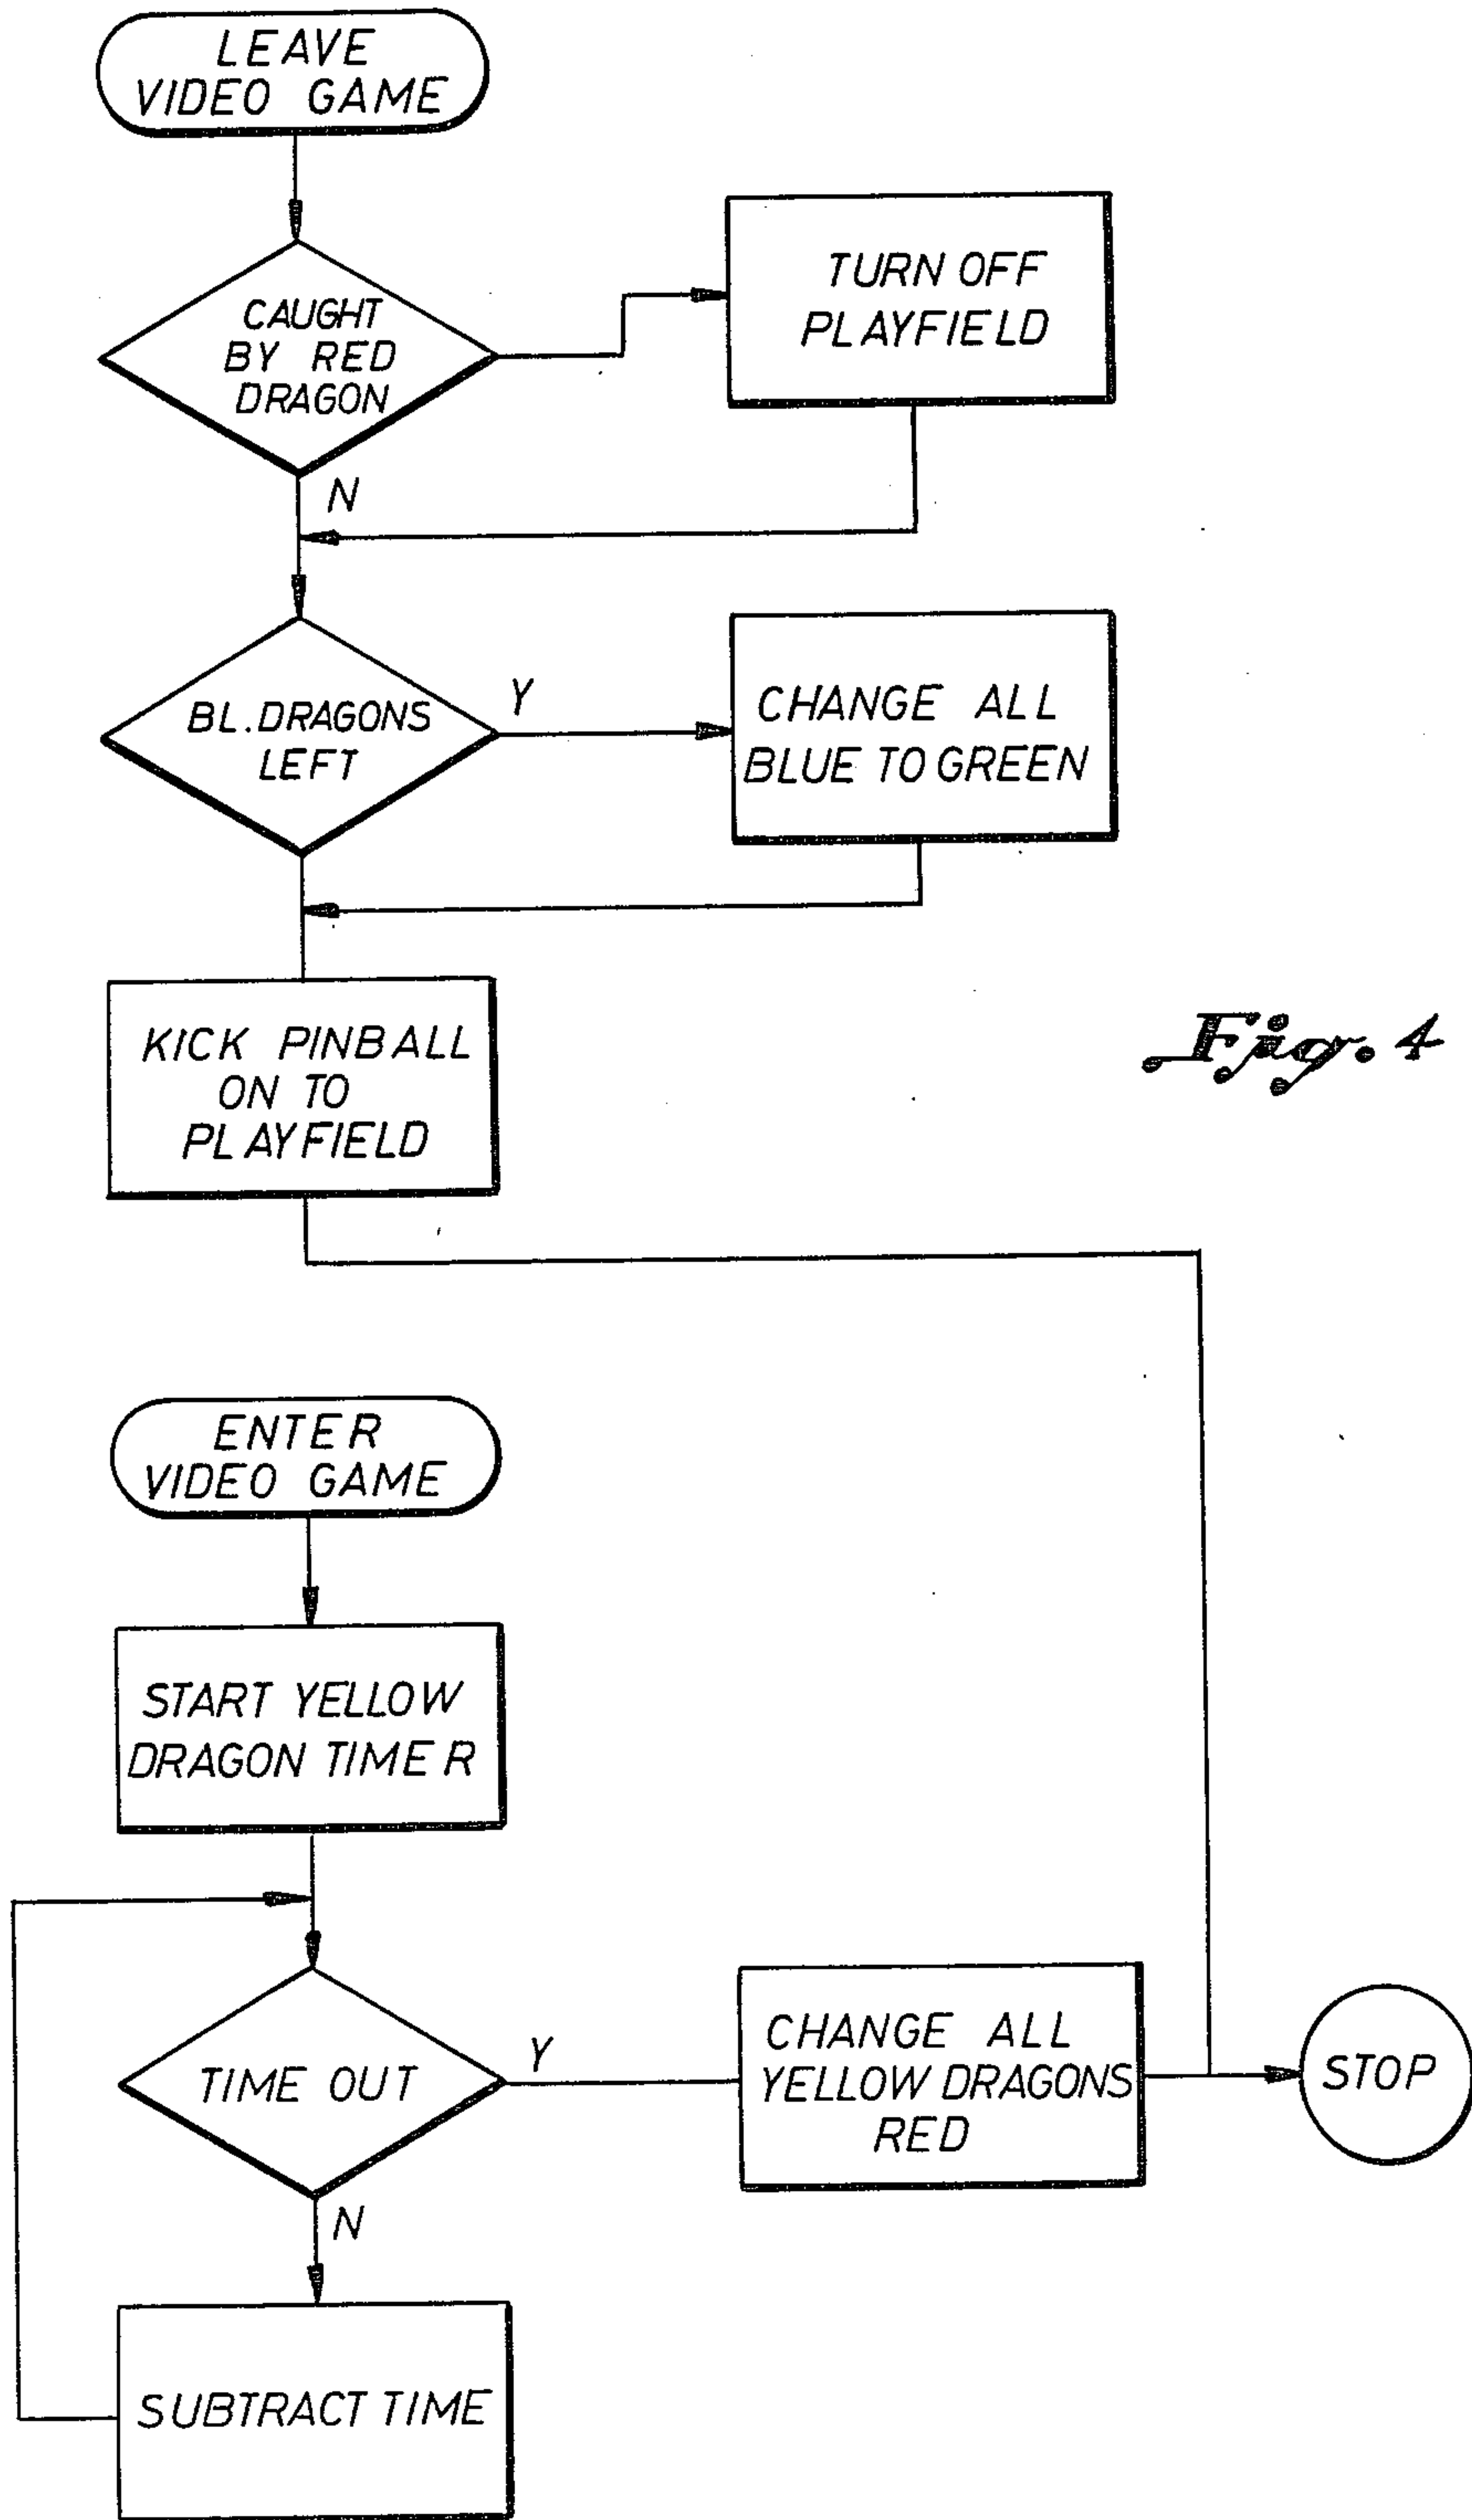 LEAVE
VIDEO GAME
CAUGHT
BY RED
DRAGON
TURN OFF
PLAYFIELD
N
BL.DRAGONS
LEFT
Y
CHANGE ALL
BLUE TO GREEN
KICK PINBALL
ON TO
PLAYFIELD
Fig. 4
ENTER
VIDEO GAME
START YELLOW
DRAGON TIMER
TIME OUT
Y
CHANGE ALL
YELLOW DRAGONS
RED
STOP
N
SUBTRACT TIME